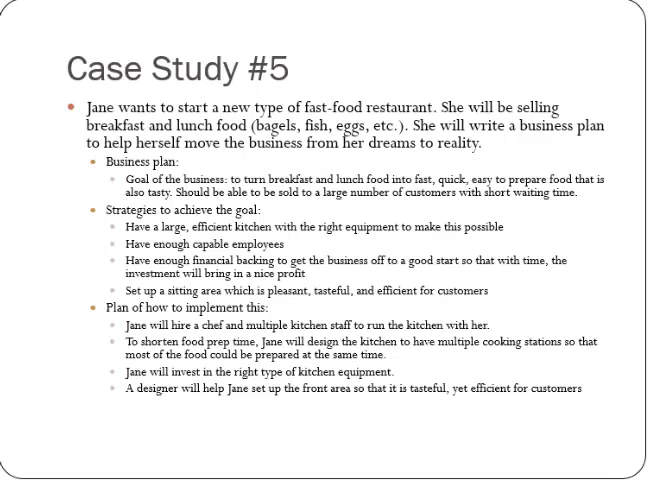 Case Study #5
Jane wants to start a new type of fast-food restaurant. She will be selling
breakfast and lunch food (bagels, fish, eggs, etc.). She will write a business plan
to help herself move the business from her dreams to reality.
Business plan:
Goal of the business: to turn breakfast and lunch food into fast, quick, easy to prepare food that is
also tasty. Should be able to be sold to a large number of customers with short waiting time.
Strategies to achieve the goal:
Have a large, efficient kitchen with the right equipment to make this possible
Have enough capable employees
Have enough financial backing to get the business off to a good start so that with time, the
investment will bring in a nice profit
Set up a sitting area which is pleasant, tasteful, and efficient for customers
Plan of how to implement this:
Jane will hire a chef and multiple kitchen staff to run the kitchen with her.
To shorten food prep time, Jane will design the kitchen to have multiple cooking stations so that
most of the food could be prepared at the same time.
Jane will invest in the right type of kitchen equipment.
A designer will help Jane set up the front area so that it is tasteful, yet efficient for customers